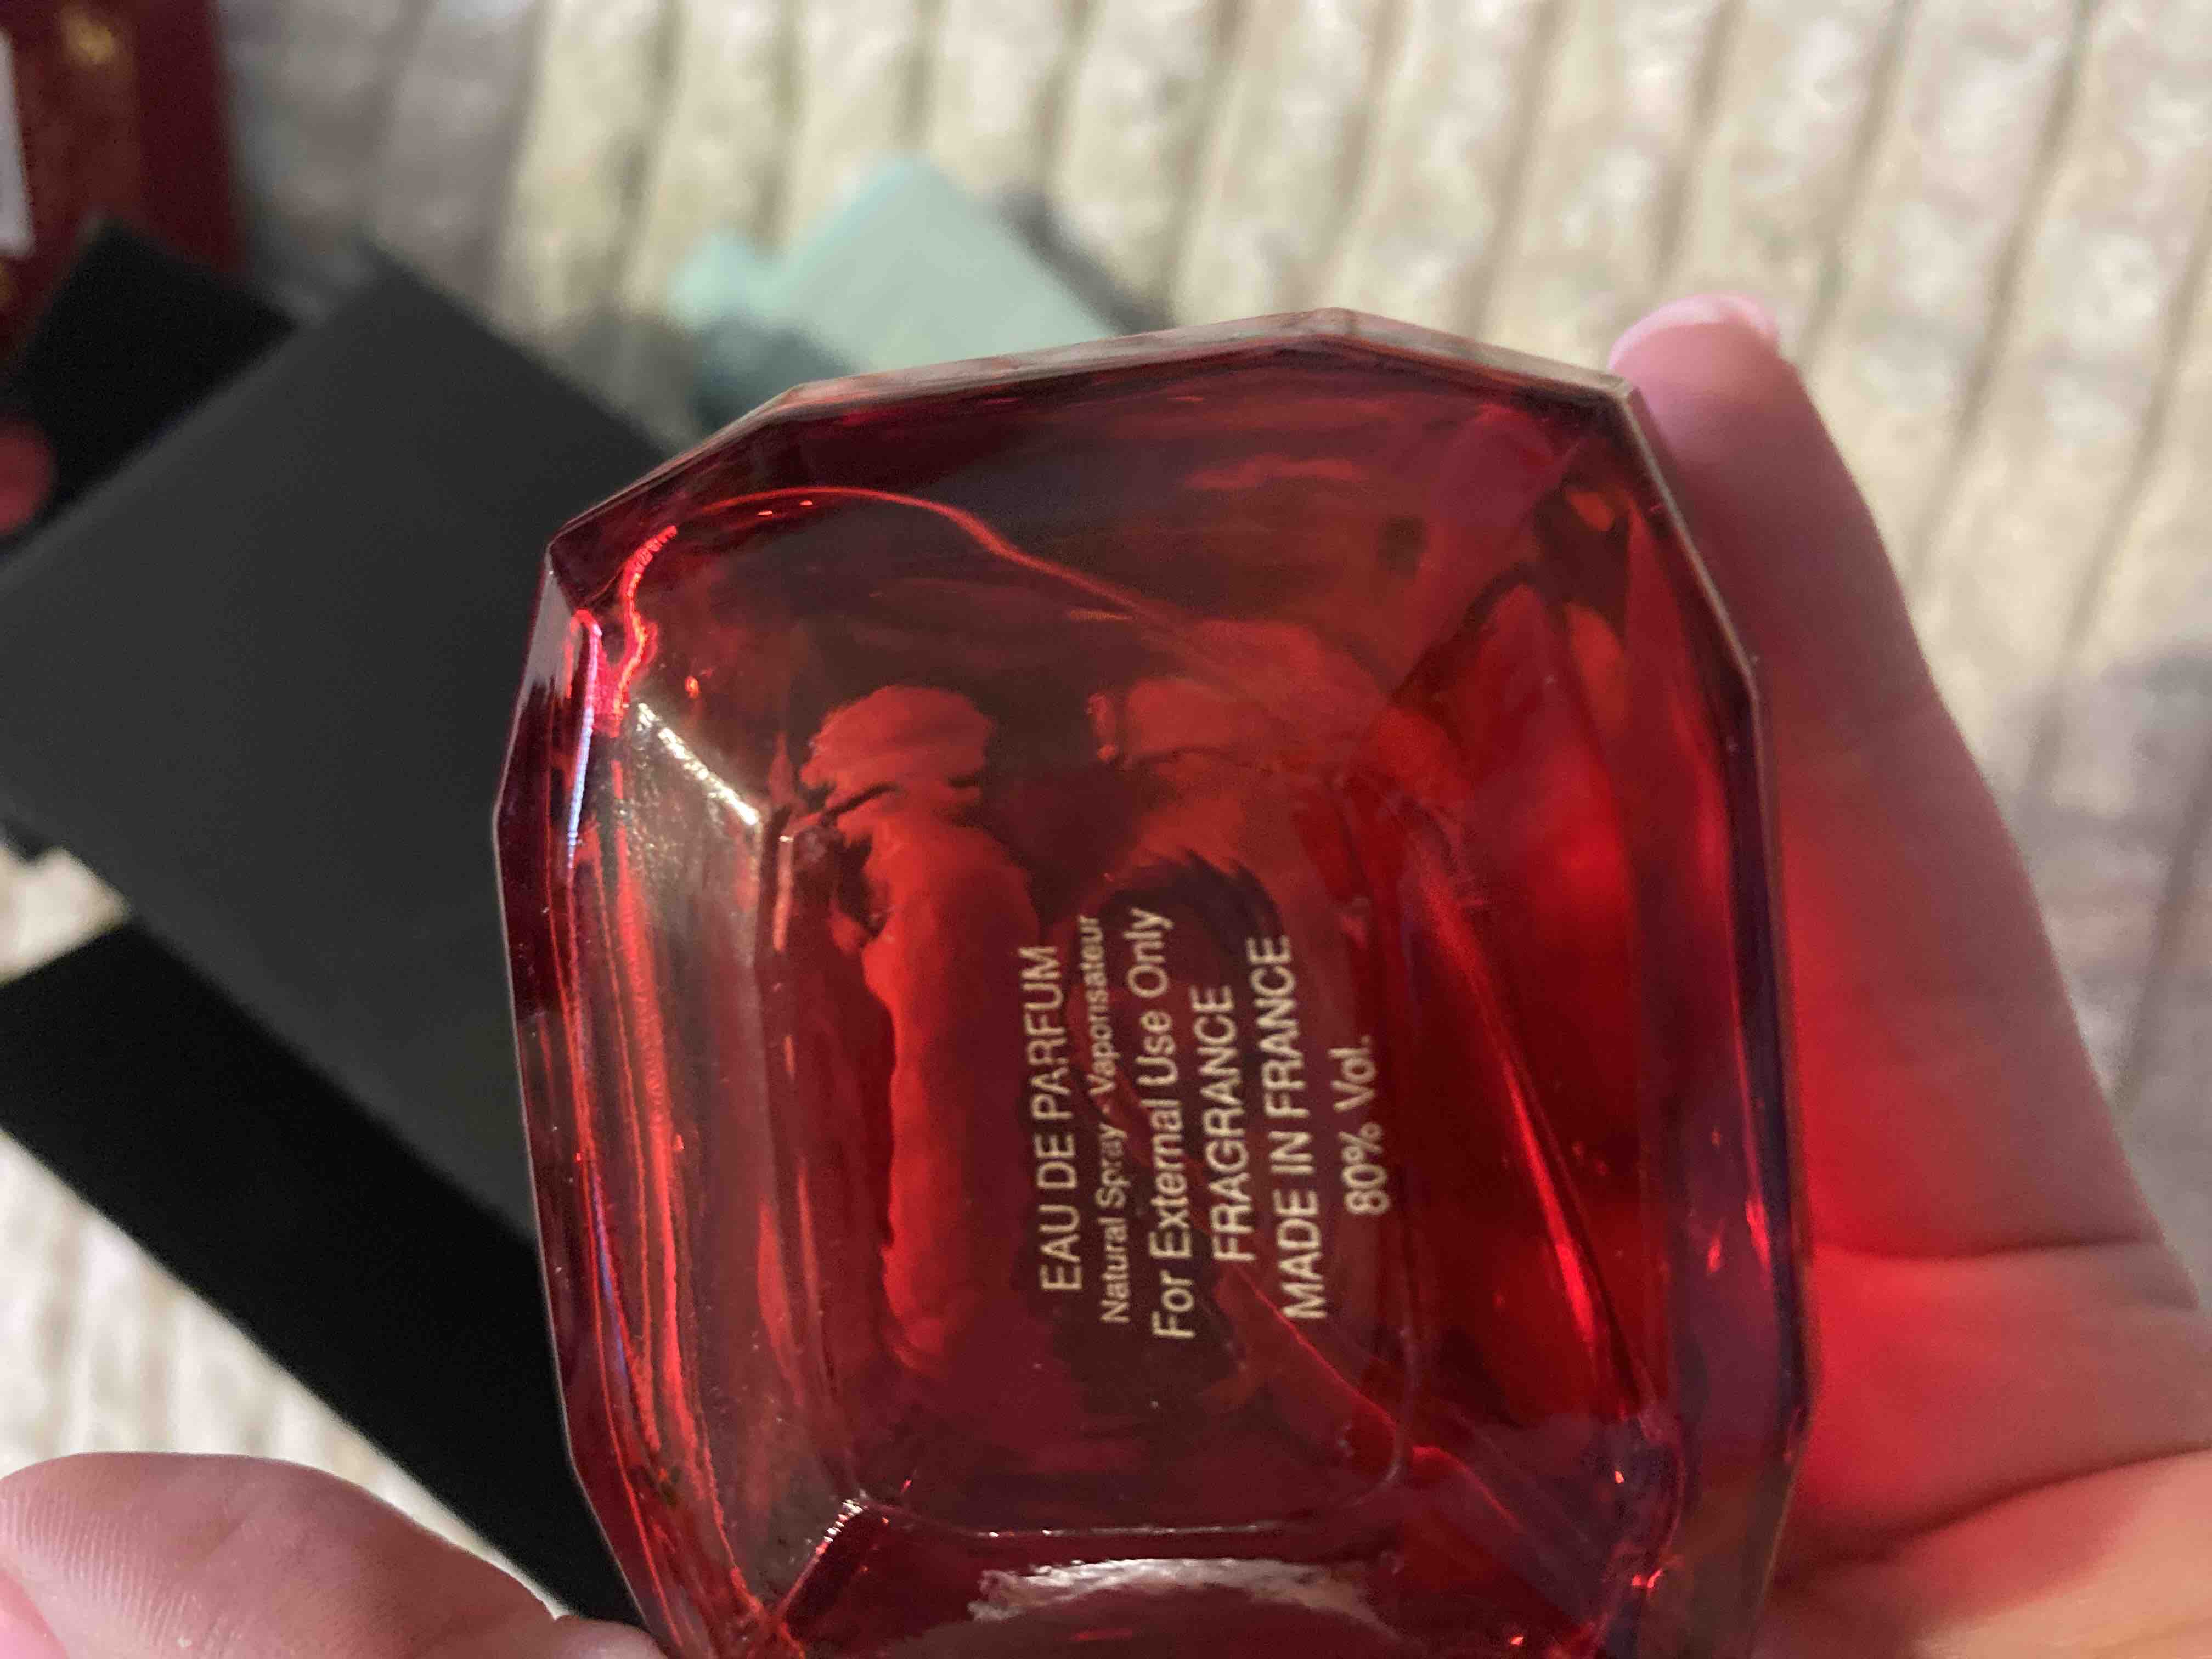 EAU DE PARFUM
Natural Spray - Vaporisateur
For External Use Only
FRAGRANCE
MADE IN FRANCE
80% Vol.